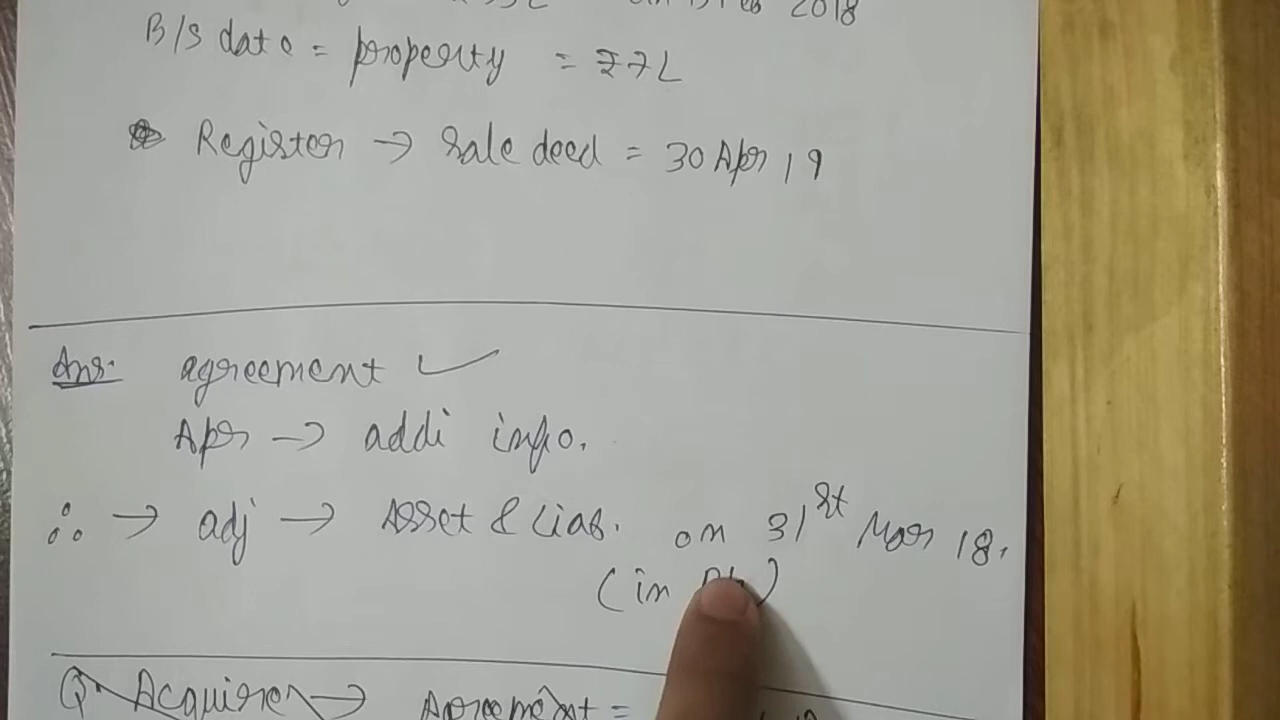 2018
B/S date = property = ₹7L
Register → Sale deed = 30 Apr 19
Ans. agreement ✓
Apr → addi info.
∴ → adj → Asset & Liab. on 31st Mar 18.
(in
Q. Acquirer → Agreement =